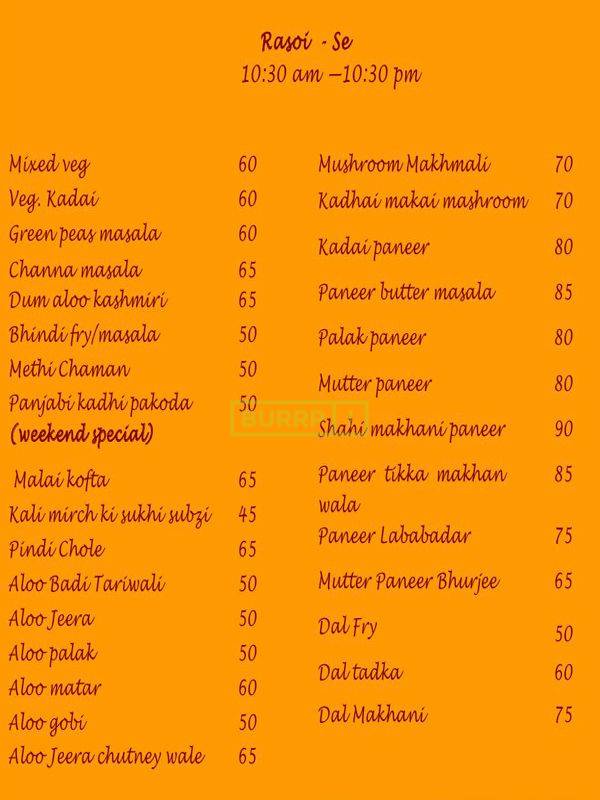 Rasoi - Se
10:30 am –10:30 pm
Mixed veg 60
Veg. Kadai 60
Green peas masala 60
Channa masala 65
Dum aloo kashmiri 65
Bhindi fry/masala 50
Methi Chaman 50
Panjabi kadhi pakoda 50
(weekend special)
Malai kofta 65
Kali mirch ki sukhi subzi 45
Pindi Chole 65
Aloo Badi Tariwali 50
Aloo Jeera 50
Aloo palak 50
Aloo matar 60
Aloo gobi 50
Aloo Jeera chutney wale 65
Mushroom Makhmali 70
Kadhai makai mashroom 70
Kadai paneer 80
Paneer butter masala 85
Palak paneer 80
Mutter paneer 80
Shahi makhani paneer 90
Paneer tikka makhan 85
wala
Paneer Lababadar 75
Mutter Paneer Bhurjee 65
Dal Fry 50
Dal tadka 60
Dal Makhani 75
BURRP